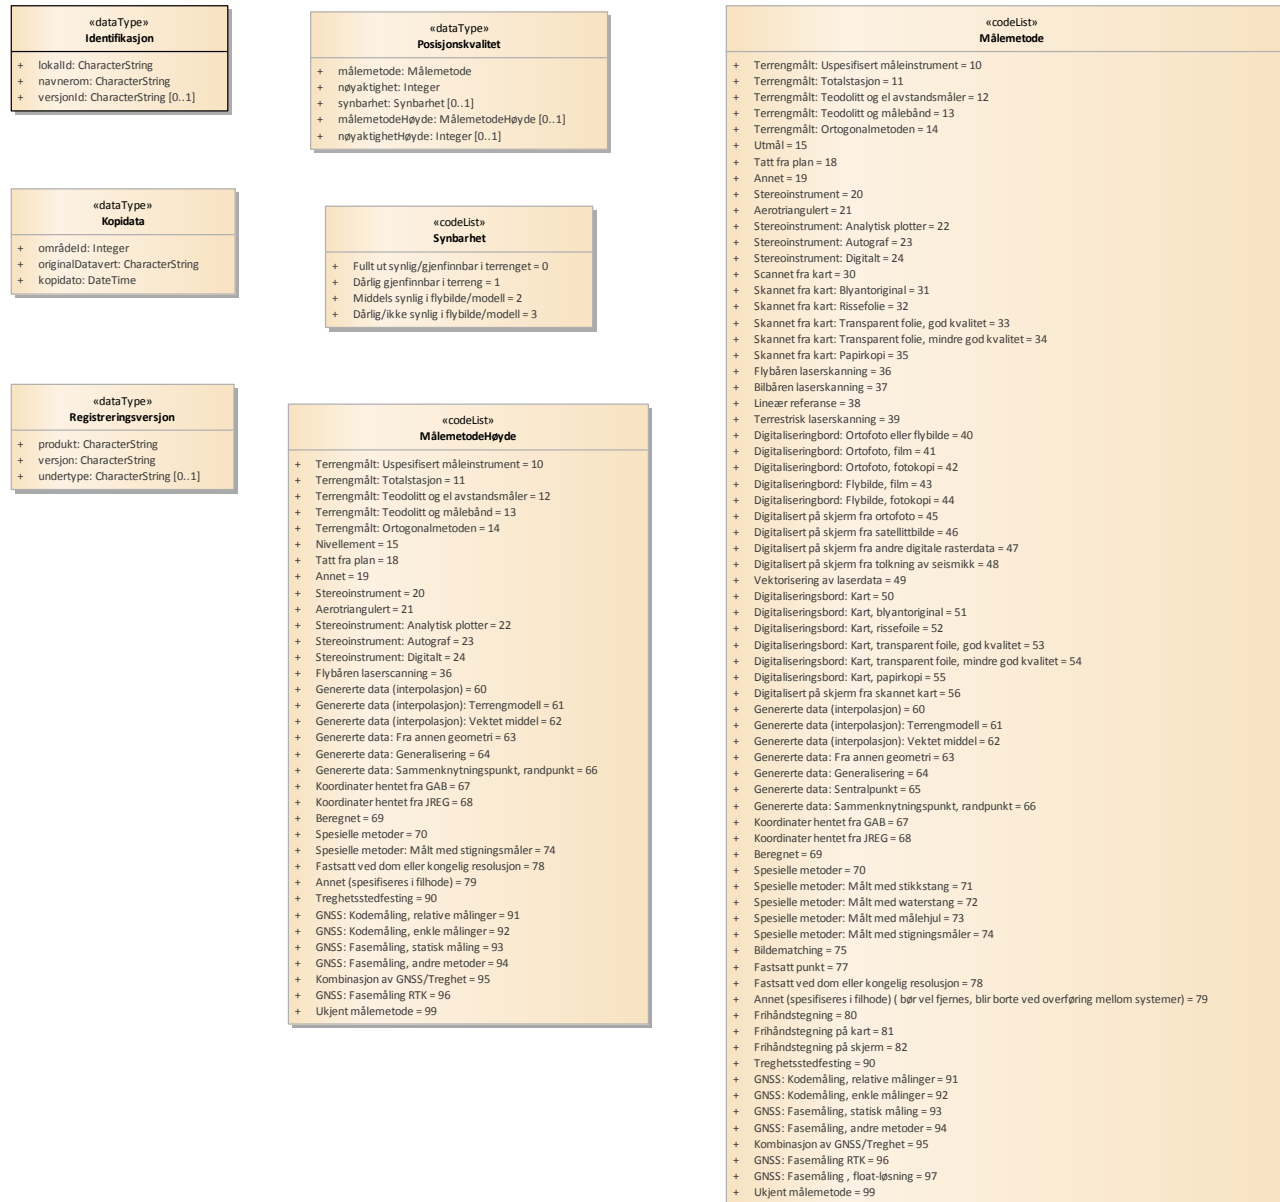 «dataType»
Identifikasjon
+ lokalId: CharacterString
+ navnerom: CharacterString
+ versjonId: CharacterString [0..1]
«dataType»
Posisjonskvalitet
+ målemetode: Målemetode
+ nøyaktighet: Integer
+ synbarhet: Synbarhet [0..1]
+ målemetodeHøyde: MålemetodeHøyde [0..1]
+ nøyaktighetHøyde: Integer [0..1]
«dataType»
Kopidata
+ områdeId: Integer
+ originalDatavert: CharacterString
+ kopidato: DateTime
«codeList»
Synbarhet
+ Fullt ut synlig/gjenfinnbar i terrenget = 0
+ Dårlig gjenfinnbar i terreng = 1
+ Middels synlig i flybilde/modell = 2
+ Dårlig/ikke synlig i flybilde/modell = 3
«dataType»
Registreringsversjon
+ produkt: CharacterString
+ versjon: CharacterString
+ undertype: CharacterString [0..1]
«codeList»
MålemetodeHøyde
+ Terrengmålt: Uspesifisert måleinstrument = 10
+ Terrengmålt: Totalstasjon = 11
+ Terrengmålt: Teodolitt og el avstandsmåler = 12
+ Terrengmålt: Teodolitt og målebånd = 13
+ Terrengmålt: Ortogonalmetoden = 14
+ Nivellement = 15
+ Tatt fra plan = 18
+ Annet = 19
+ Stereoinstrument = 20
+ Aerotriangulert = 21
+ Stereoinstrument: Analytisk plotter = 22
+ Stereoinstrument: Autograf = 23
+ Stereoinstrument: Digitalt = 24
+ Flybåren laserscanning = 36
+ Genererte data (interpolasjon) = 60
+ Genererte data (interpolasjon): Terrengmodell = 61
+ Genererte data (interpolasjon): Vektet middel = 62
+ Genererte data: Fra annen geometri = 63
+ Genererte data: Generalisering = 64
+ Genererte data: Sammenknytningspunkt, randpunkt = 66
+ Koordinater hentet fra GAB = 67
+ Koordinater hentet fra JREG = 68
+ Beregnet = 69
+ Spesielle metoder = 70
+ Spesielle metoder: Målt med stigningsmåler = 74
+ Fastsatt ved dom eller kongelig resolusjon = 78
+ Annet (spesifiseres i filhode) = 79
+ Treghetsstedfesting = 90
+ GNSS: Kodemåling, relative målinger = 91
+ GNSS: Kodemåling, enkle målinger = 92
+ GNSS: Fasemåling, statisk måling = 93
+ GNSS: Fasemåling, andre metoder = 94
+ Kombinasjon av GNSS/Treghet = 95
+ GNSS: Fasemåling RTK = 96
+ Ukjent målemetode = 99
«codeList»
Målemetode
+ Terrengmålt: Uspesifisert måleinstrument = 10
+ Terrengmålt: Totalstasjon = 11
+ Terrengmålt: Teodolitt og el avstandsmåler = 12
+ Terrengmålt: Teodolitt og målebånd = 13
+ Terrengmålt: Ortogonalmetoden = 14
+ Utmål = 15
+ Tatt fra plan = 18
+ Annet = 19
+ Stereoinstrument = 20
+ Aerotriangulert = 21
+ Stereoinstrument: Analytisk plotter = 22
+ Stereoinstrument: Autograf = 23
+ Stereoinstrument: Digitalt = 24
+ Scannet fra kart = 30
+ Skannet fra kart: Blyantoriginal = 31
+ Skannet fra kart: Rissefolie = 32
+ Skannet fra kart: Transparent folie, god kvalitet = 33
+ Skannet fra kart: Transparent folie, mindre god kvalitet = 34
+ Skannet fra kart: Papirkopi = 35
+ Flybåren laserskanning = 36
+ Bilbåren laserskanning = 37
+ Lineær referanse = 38
+ Terrestrisk laserskanning = 39
+ Digitaliseringbord: Ortofoto eller flybilde = 40
+ Digitaliseringbord: Ortofoto, film = 41
+ Digitaliseringbord: Ortofoto, fotokopi = 42
+ Digitaliseringbord: Flybilde, film = 43
+ Digitaliseringbord: Flybilde, fotokopi = 44
+ Digitalisert på skjerm fra ortofoto = 45
+ Digitalisert på skjerm fra satellittbilde = 46
+ Digitalisert på skjerm fra andre digitale rasterdata = 47
+ Digitalisert på skjerm fra tolkning av seismikk = 48
+ Vektorisering av laserdata = 49
+ Digitaliseringsbord: Kart = 50
+ Digitaliseringsbord: Kart, blyantoriginal = 51
+ Digitaliseringsbord: Kart, rissefoile = 52
+ Digitaliseringsbord: Kart, transparent foile, god kvalitet = 53
+ Digitaliseringsbord: Kart, transparent foile, mindre god kvalitet = 54
+ Digitaliseringsbord: Kart, papirkopi = 55
+ Digitalisert på skjerm fra skannet kart = 56
+ Genererte data (interpolasjon) = 60
+ Genererte data (interpolasjon): Terrengmodell = 61
+ Genererte data (interpolasjon): Vektet middel = 62
+ Genererte data: Fra annen geometri = 63
+ Genererte data: Generalisering = 64
+ Genererte data: Sentralpunkt = 65
+ Genererte data: Sammenknytningspunkt, randpunkt = 66
+ Koordinater hentet fra GAB = 67
+ Koordinater hentet fra JREG = 68
+ Beregnet = 69
+ Spesielle metoder = 70
+ Spesielle metoder: Målt med stikkstang = 71
+ Spesielle metoder: Målt med waterstang = 72
+ Spesielle metoder: Målt med målehjul = 73
+ Spesielle metoder: Målt med stigningsmåler = 74
+ Bildematching = 75
+ Fastsatt punkt = 77
+ Fastsatt ved dom eller kongelig resolusjon = 78
+ Annet (spesifiseres i filhode) ( bør vel fjernes, blir borte ved overføring mellom systemer) = 79
+ Frihåndstegning = 80
+ Frihåndstegning på kart = 81
+ Frihåndstegning på skjerm = 82
+ Treghetsstedfesting = 90
+ GNSS: Kodemåling, relative målinger = 91
+ GNSS: Kodemåling, enkle målinger = 92
+ GNSS: Fasemåling, statisk måling = 93
+ GNSS: Fasemåling, andre metoder = 94
+ Kombinasjon av GNSS/Treghet = 95
+ GNSS: Fasemåling RTK = 96
+ GNSS: Fasemåling , float-løsning = 97
+ Ukjent målemetode = 99